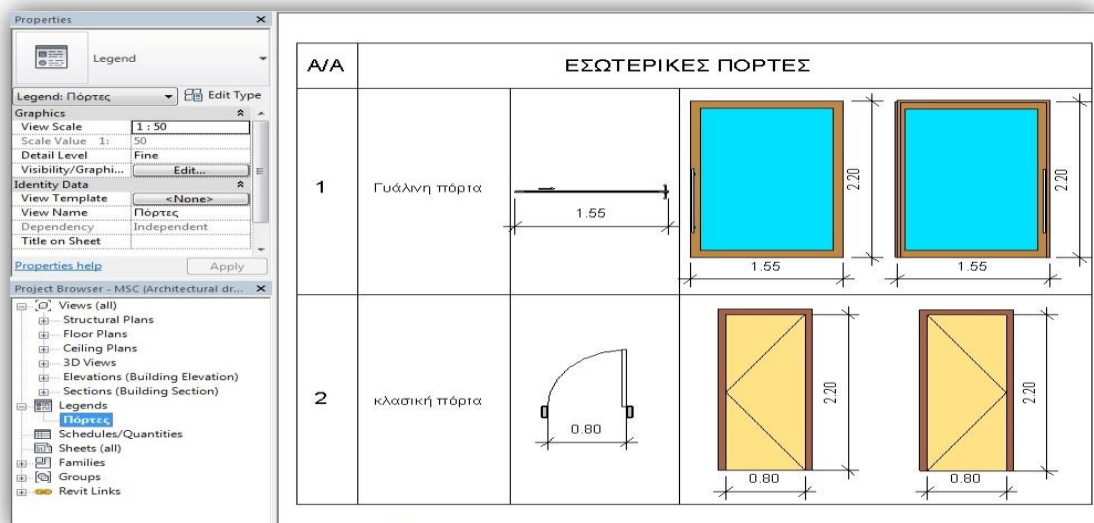 Properties
Legend
Legend: Πόρτες
Edit Type
Graphics
View Scale 1 : 50
Scale Value 1: 50
Detail Level Fine
Visibility/Graphi... Edit...
Identity Data
View Template <None>
View Name Πόρτες
Dependency Independent
Title on Sheet
Properties help Apply
Project Browser - MSC (Architectural dr...
Views (all)
Structural Plans
Floor Plans
Ceiling Plans
3D Views
Elevations (Building Elevation)
Sections (Building Section)
Legends
Πόρτες
Schedules/Quantities
Sheets (all)
Families
Groups
Revit Links
Α/Α ΕΣΩΤΕΡΙΚΕΣ ΠΟΡΤΕΣ
1 Γυάλινη πόρτα 1.55 1.55 2.20 1.55 2.20
2 κλασική πόρτα 0.80 0.80 2.20 0.80 2.20